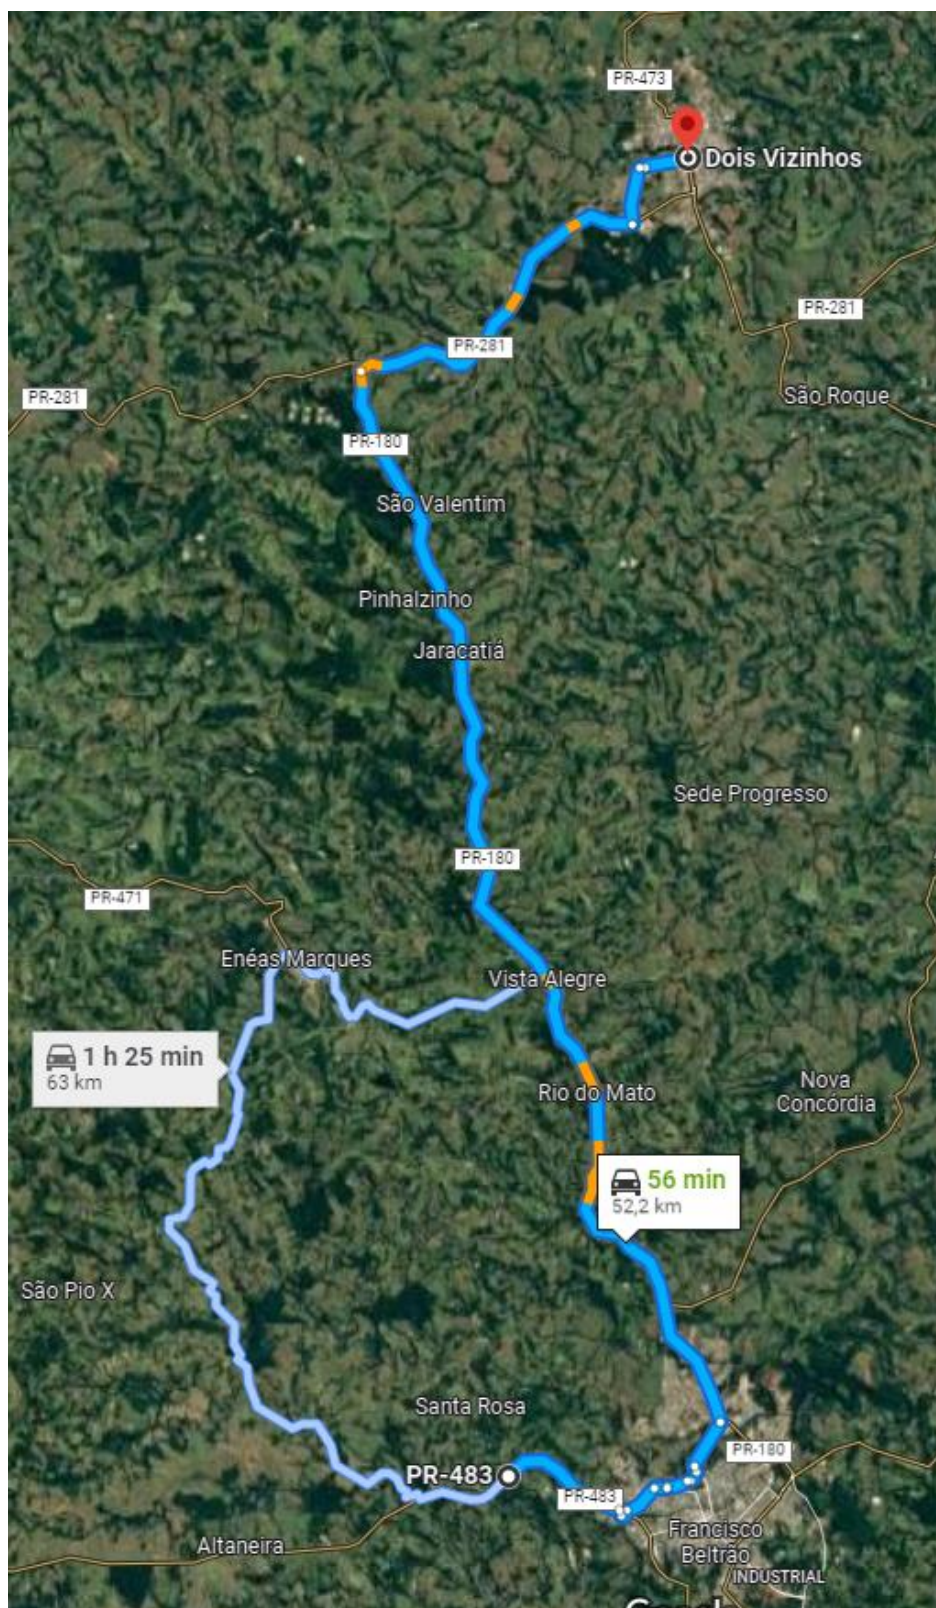 PR-473
Dois Vizinhos
PR-281
PR-281
PR-281
São Roque
PR-180
São Valentim
Pinhalzinho
Jaracatiá
Sede Progresso
PR-180
PR-471
Enéas Marques
Vista Alegre
1 h 25 min
63 km
Rio do Mato
Nova
Concórdia
56 min
52,2 km
São Pio X
Santa Rosa
PR-180
PR-483
PR-483
Altaneira
Francisco
Beltrão
INDUSTRIAL